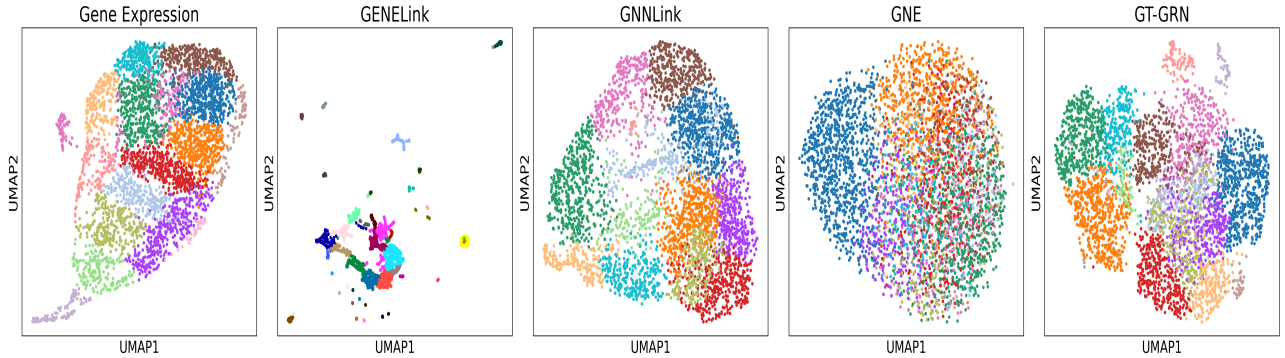 Gene Expression
GENELink
GNNLink
GNE
GT-GRN
UMAP2
UMAP2
UMAP2
UMAP2
UMAP2
UMAP1
UMAP1
UMAP1
UMAP1
UMAP1